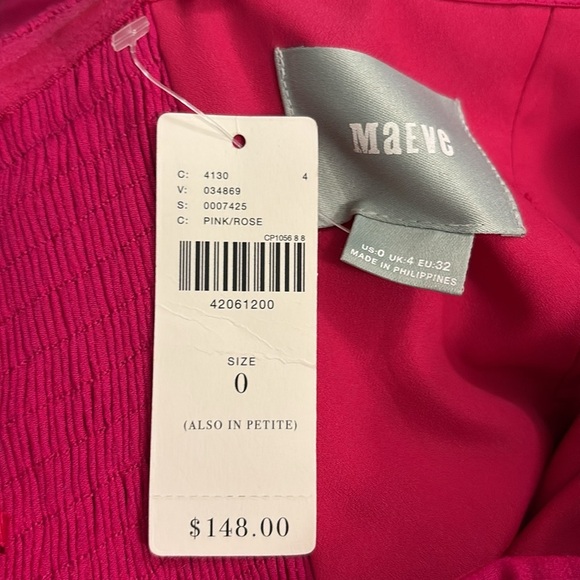 C: 4130 4
V: 034869
S: 0007425
C: PINK/ROSE
CP1056 8 8
42061200
SIZE
0
(ALSO IN PETITE)
$148.00
MaEVe
US:0 UK:4 EU:32
MADE IN PHILIPPINES